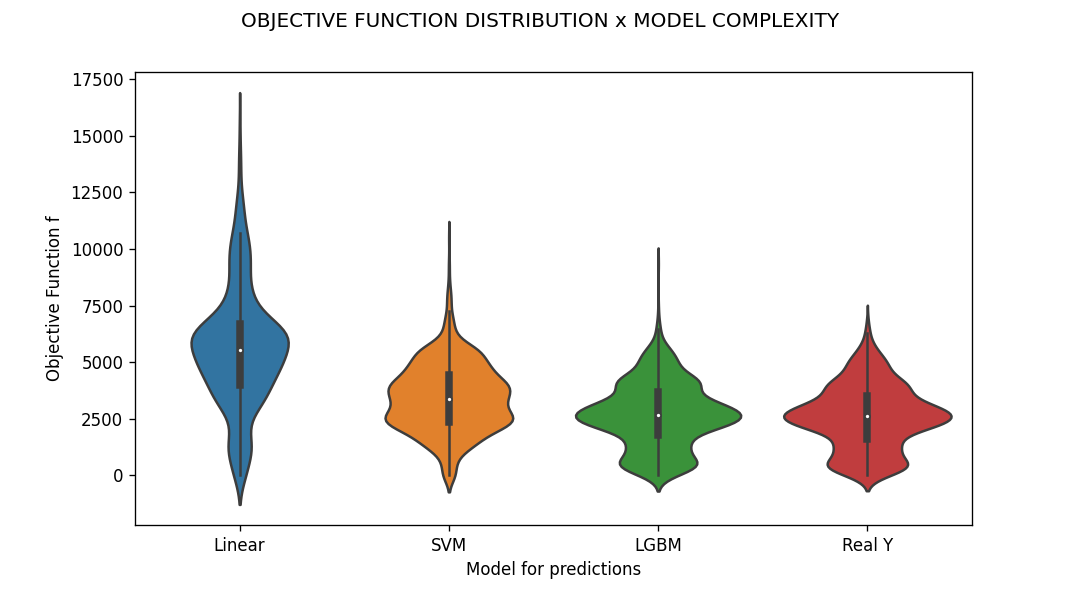 OBJECTIVE FUNCTION DISTRIBUTION x MODEL COMPLEXITY
17500
15000
12500
10000
7500
5000
2500
0
Objective Function f
Linear
SVM
LGBM
Real Y
Model for predictions